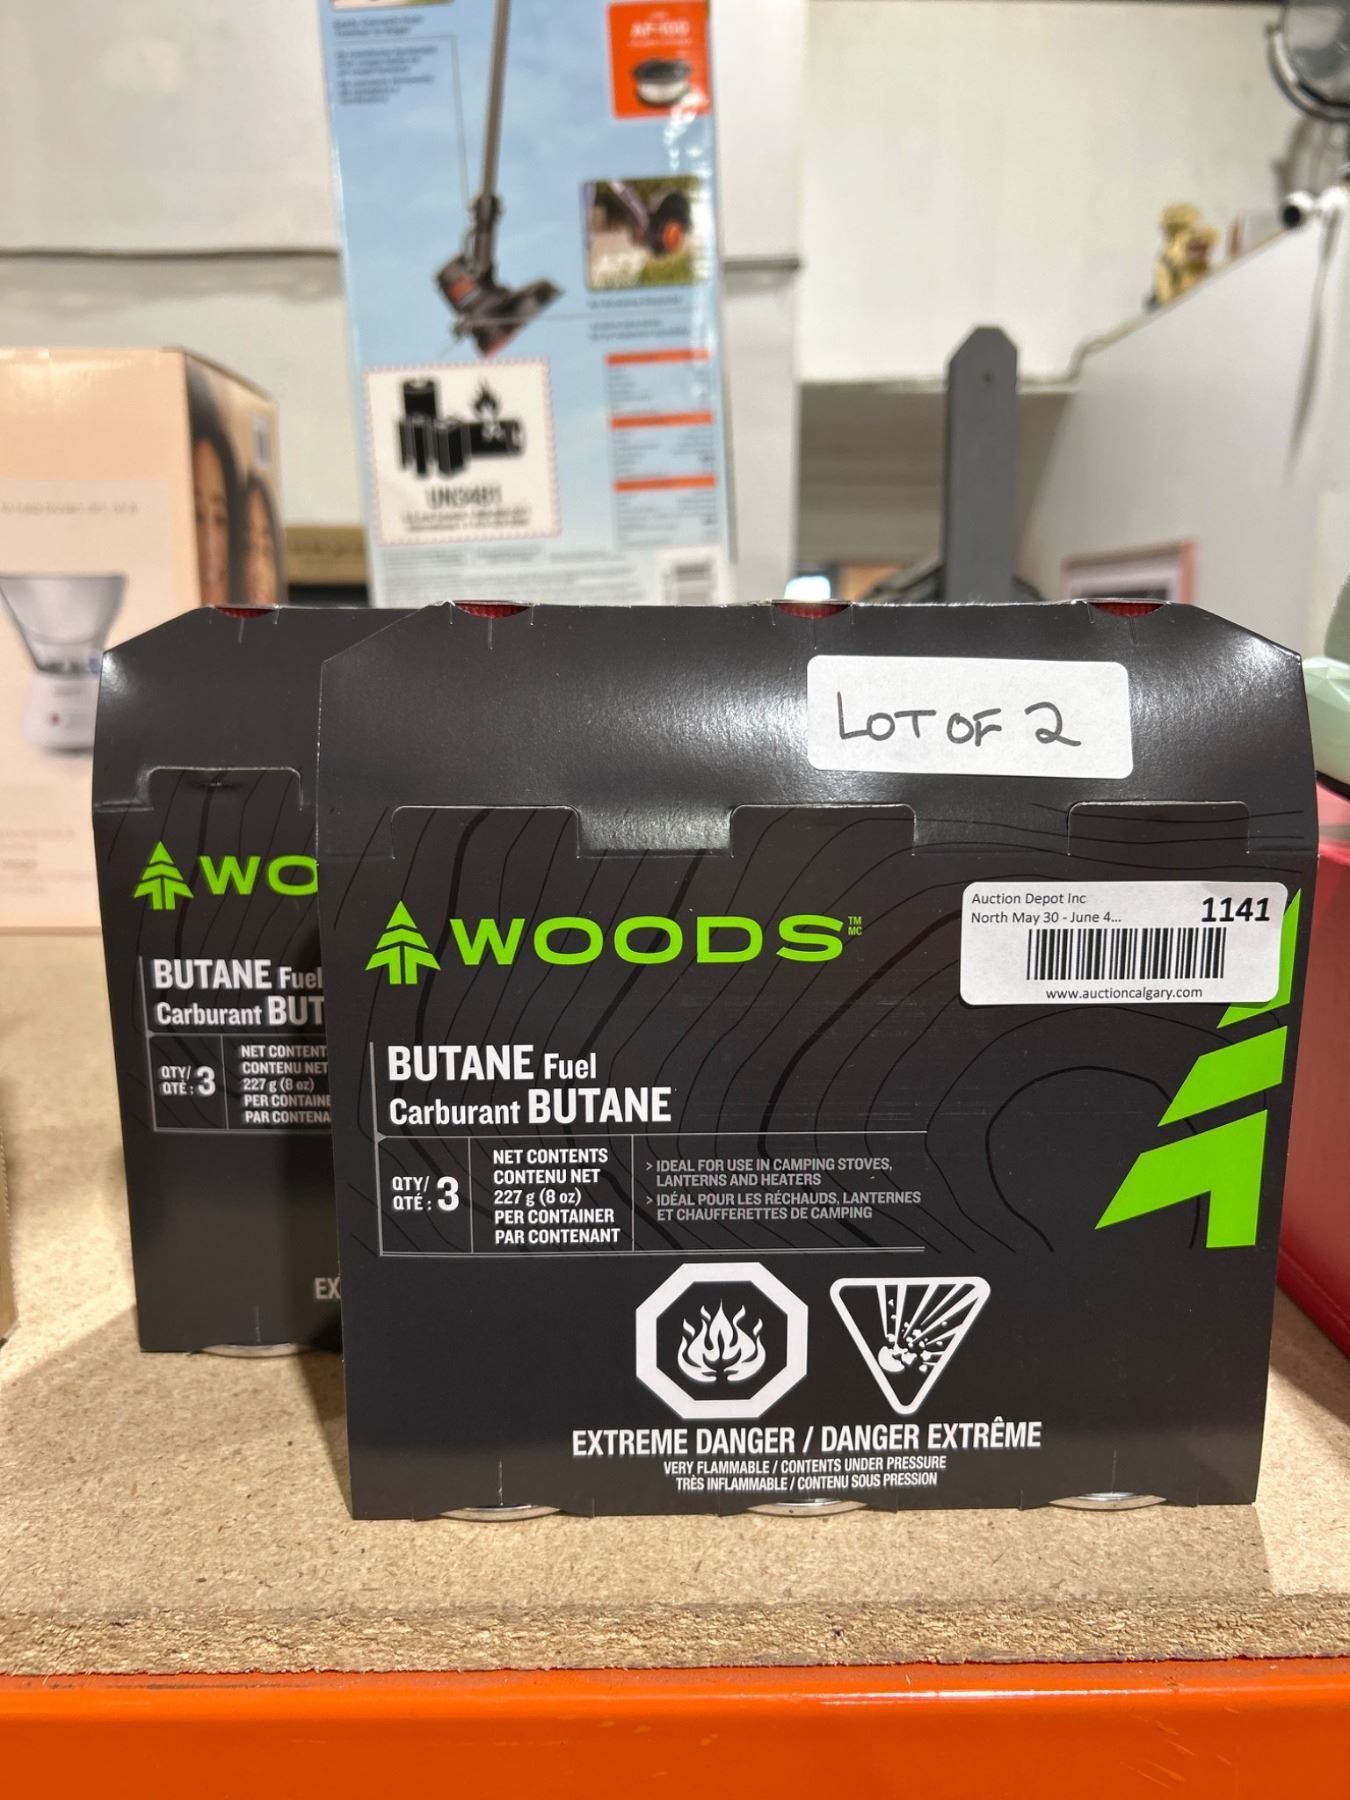 AF-100
UN3481
LOT OF 2
Auction Depot Inc
North May 30 - June 4...
1141
www.auctioncalgary.com
WOODS
TM
MC
BUTANE Fuel
Carburant BUTANE
QTY/
QTÉ : 3
NET CONTENTS
CONTENU NET
227 g (8 oz)
PER CONTAINER
PAR CONTENANT
> IDEAL FOR USE IN CAMPING STOVES,
LANTERNS AND HEATERS
> IDÉAL POUR LES RÉCHAUDS, LANTERNES
ET CHAUFFERETTES DE CAMPING
EXTREME DANGER / DANGER EXTRÊME
VERY FLAMMABLE / CONTENTS UNDER PRESSURE
TRÈS INFLAMMABLE / CONTENU SOUS PRESSION
WO
BUTANE Fuel
Carburant BUT
QTY/
QTÉ : 3
NET CONTENT
CONTENU NET
227 g (8 oz)
PER CONTAINE
PAR CONTENA
EX